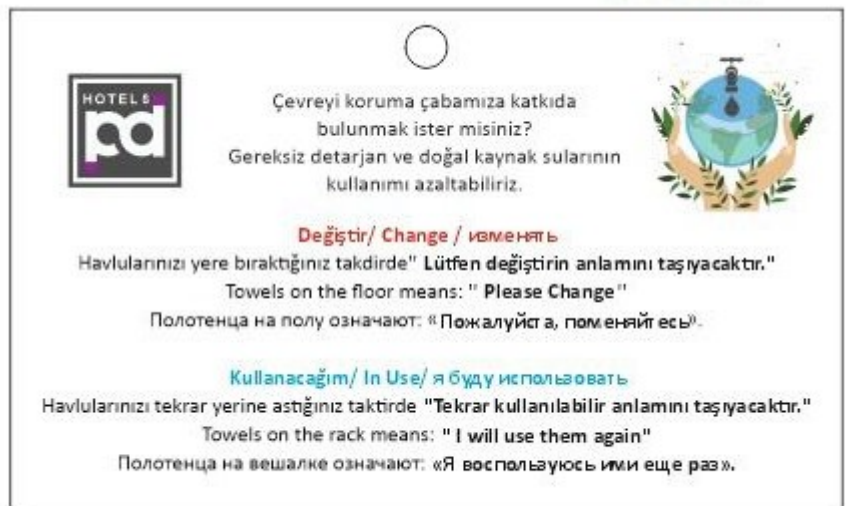 HOTELS
pd
Çevreyi koruma çabamıza katkıda
bulunmak ister misiniz?
Gereksiz detarjan ve doğal kaynak sularının
kullanımı azaltabiliriz.
Değiştir/ Change / изменять
Havlularınızı yere bıraktığınız takdirde" Lütfen değiştirin anlamını taşıyacaktır."
Towels on the floor means: " Please Change"
Полотенца на полу означают: «Пожалуйста, поменяйтесь».
Kullanacağım/ In Use/ я буду использовать
Havlularınızı tekrar yerine astığınız taktirde "Tekrar kullanılabilir anlamını taşıyacaktır."
Towels on the rack means: " I will use them again"
Полотенца на вешалке означают: «Я воспользуюсь ими еще раз».